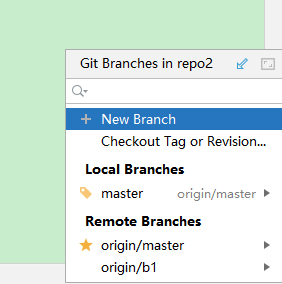 Git Branches in repo2
New Branch
Checkout Tag or Revision...
Local Branches
master origin/master
Remote Branches
origin/master
origin/b1